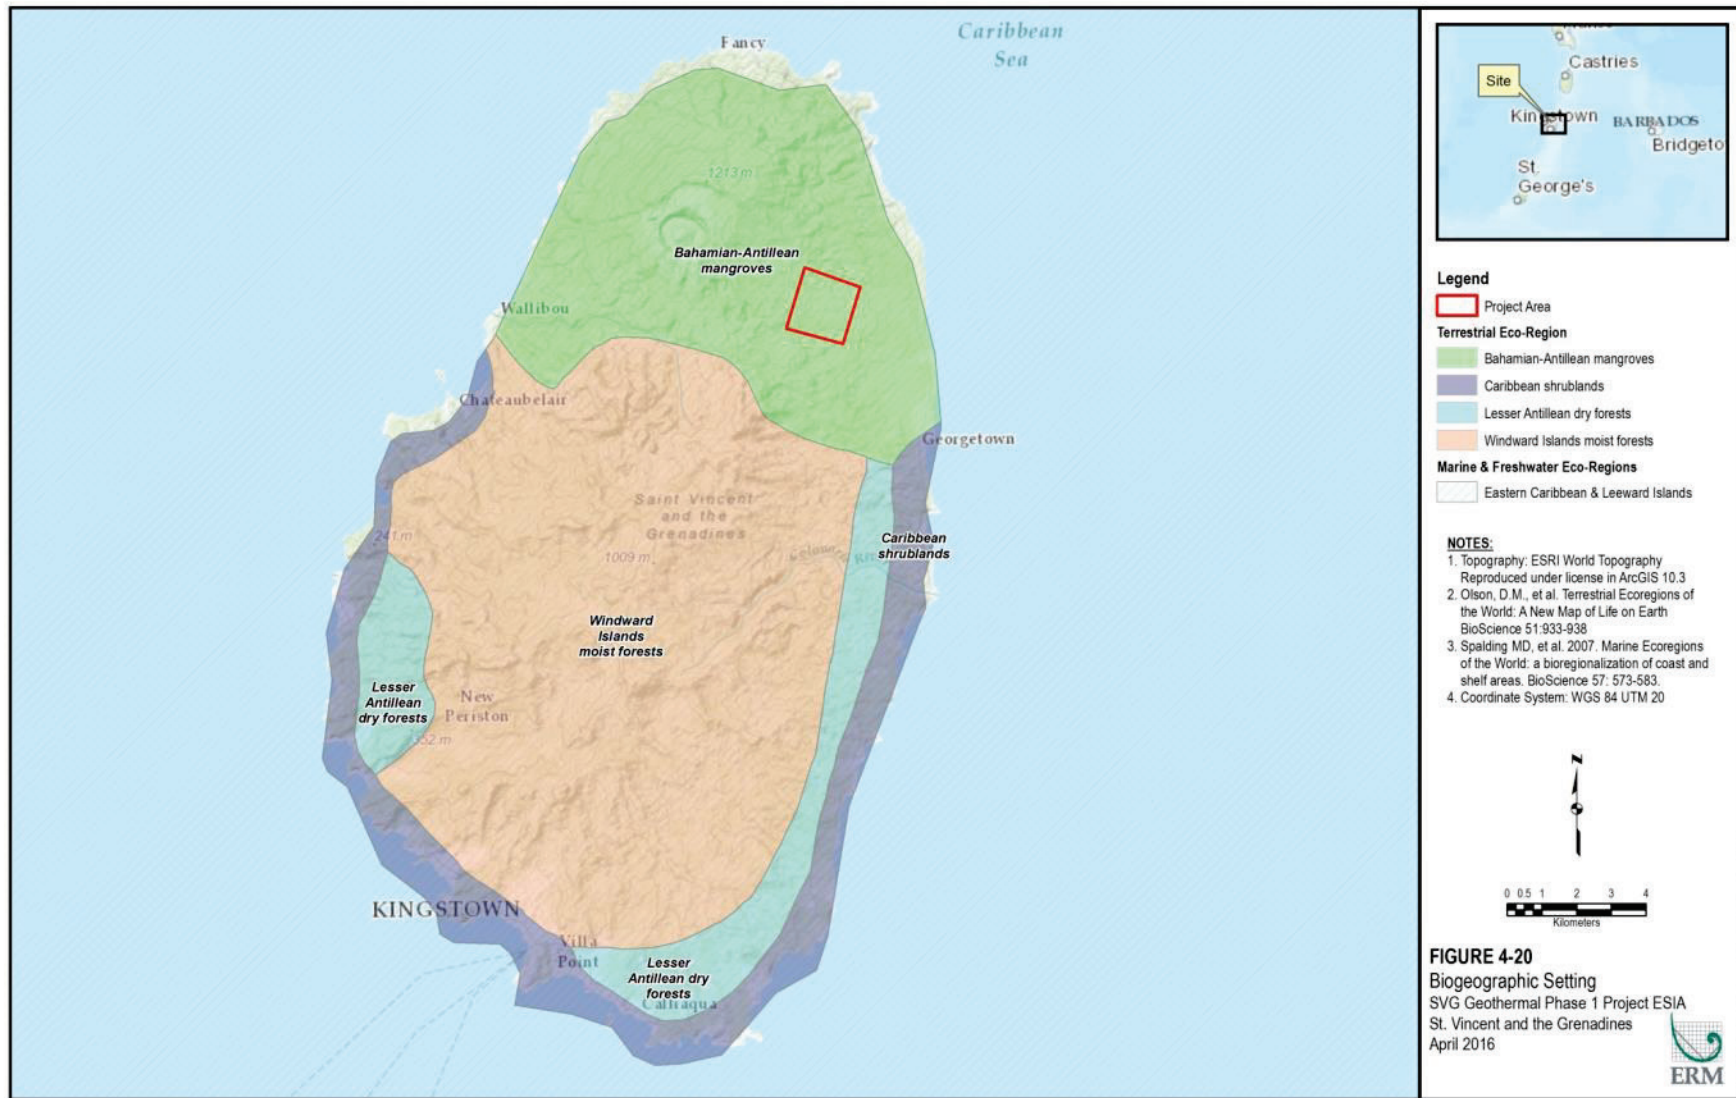 Caribbean
Sea
Fancy
1213 m
Bahamian-Antillean
mangroves
Wallibou
Chateaubelair
Georgetown
Saint Vincent
and the
Grenadines
241 m
1009 m
Caribbean
shrublands
Windward
Islands
moist forests
Lesser
Antillean
dry forests
New
Periston
352 m
KINGSTOWN
Villa
Point
Lesser
Antillean dry
forests
Calliaqua
Castries
Site
Kingstown
BARBADOS
Bridgeto
St.
George's
Legend
Project Area
Terrestrial Eco-Region
Bahamian-Antillean mangroves
Caribbean shrublands
Lesser Antillean dry forests
Windward Islands moist forests
Marine & Freshwater Eco-Regions
Eastern Caribbean & Leeward Islands
NOTES:
1. Topography: ESRI World Topography
Reproduced under license in ArcGIS 10.3
2. Olson, D.M., et al. Terrestrial Ecoregions of
the World: A New Map of Life on Earth
BioScience 51:933-938
3. Spalding MD, et al. 2007. Marine Ecoregions
of the World: a bioregionalization of coast and
shelf areas. BioScience 57: 573-583.
4. Coordinate System: WGS 84 UTM 20
N
0 0.5 1 2 3 4
Kilometers
FIGURE 4-20
Biogeographic Setting
SVG Geothermal Phase 1 Project ESIA
St. Vincent and the Grenadines
April 2016
ERM